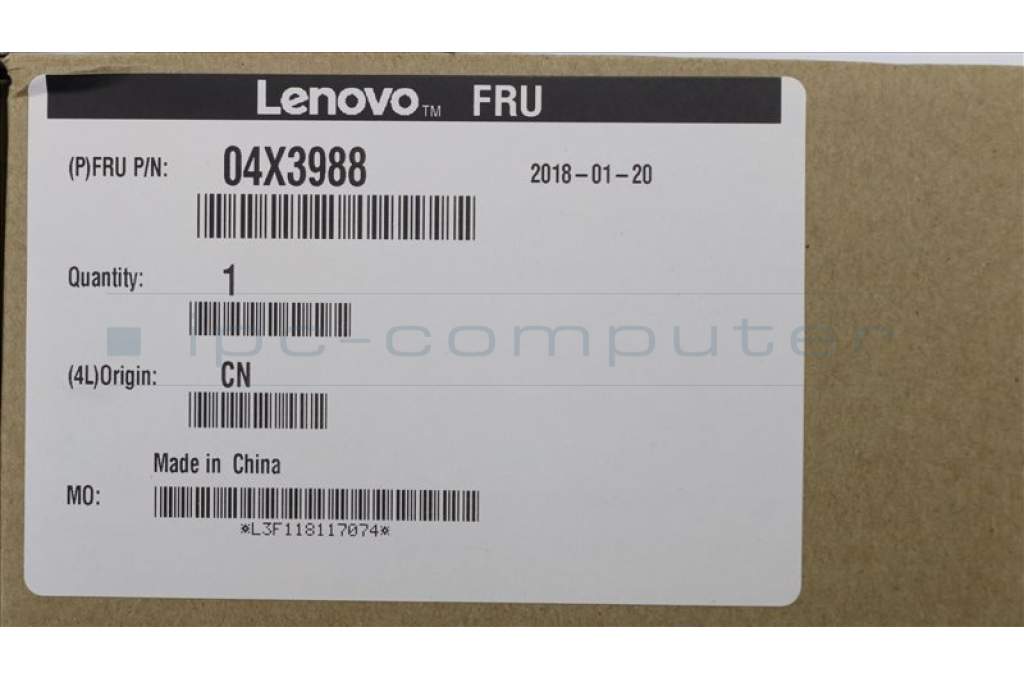 Lenovo™ FRU
(P)FRU P/N: 04X3988 2018-01-20
Quantity: 1
ipc-computer
(4L)Origin: CN
Made in China
MO:
*L3F118117074*